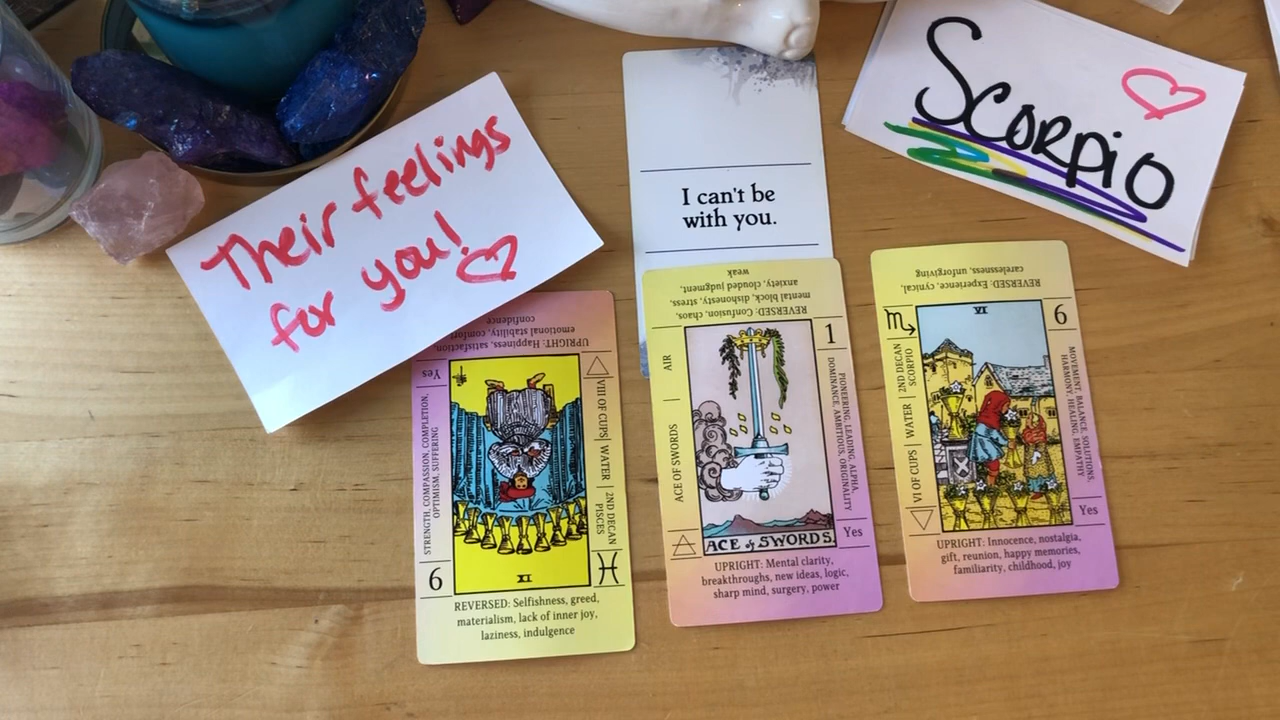 Their feelings
for you!
I can't be
with you.
Scorpio
UPRIGHT: Happiness, satisfaction,
emotional stability, comfort,
confidence
Yes
STRENGTH, COMPASSION, COMPLETION,
OPTIMISM, SUFFERING
VIII OF CUPS | WATER | 2ND DECAN
PISCES
6
XI
REVERSED: Selfishness, greed,
materialism, lack of inner joy,
laziness, indulgence
REVERSED: Confusion, chaos,
mental block, dishonesty, stress,
anxiety, clouded judgment,
weak
1
AIR
ACE OF SWORDS
PIONEERING, LEADING, ALPHA,
DOMINANCE, AMBITIOUS, ORIGINALITY
ACE of SWORDS.
Yes
UPRIGHT: Mental clarity,
breakthroughs, new ideas, logic,
sharp mind, surgery, power
REVERSED: Experience, cynical,
carelessness, unforgiving
VI
6
VI OF CUPS | WATER | 2ND DECAN
SCORPIO
MOVEMENT, BALANCE, SOLUTIONS,
HARMONY, HEALING, EMPATHY
Yes
UPRIGHT: Innocence, nostalgia,
gift, reunion, happy memories,
familiarity, childhood, joy